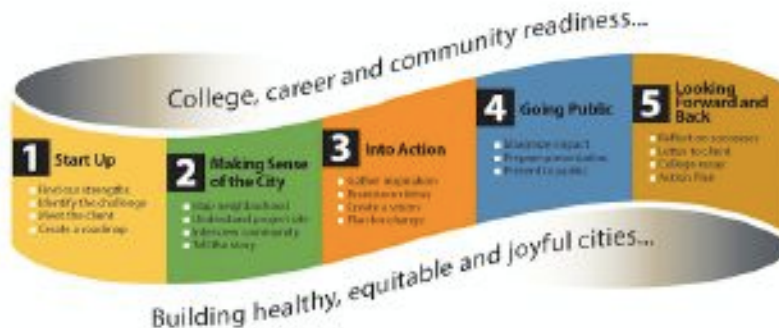 College, career and community readiness...
1 Start Up
Find our strengths
Identify the challenge
Meet the client
Create a roadmap
2 Making Sense
of the City
Map neighborhood
Understand project site
Interview community
Tell the story
3 Into Action
Gather inspiration
Brainstorm ideas
Create a vision
Plan for change
4 Going Public
Maximize impact
Prepare presentation
Present to public
5 Looking
Forward and
Back
Reflect on successes
Letter to client
College essay
Action Plan
Building healthy, equitable and joyful cities...